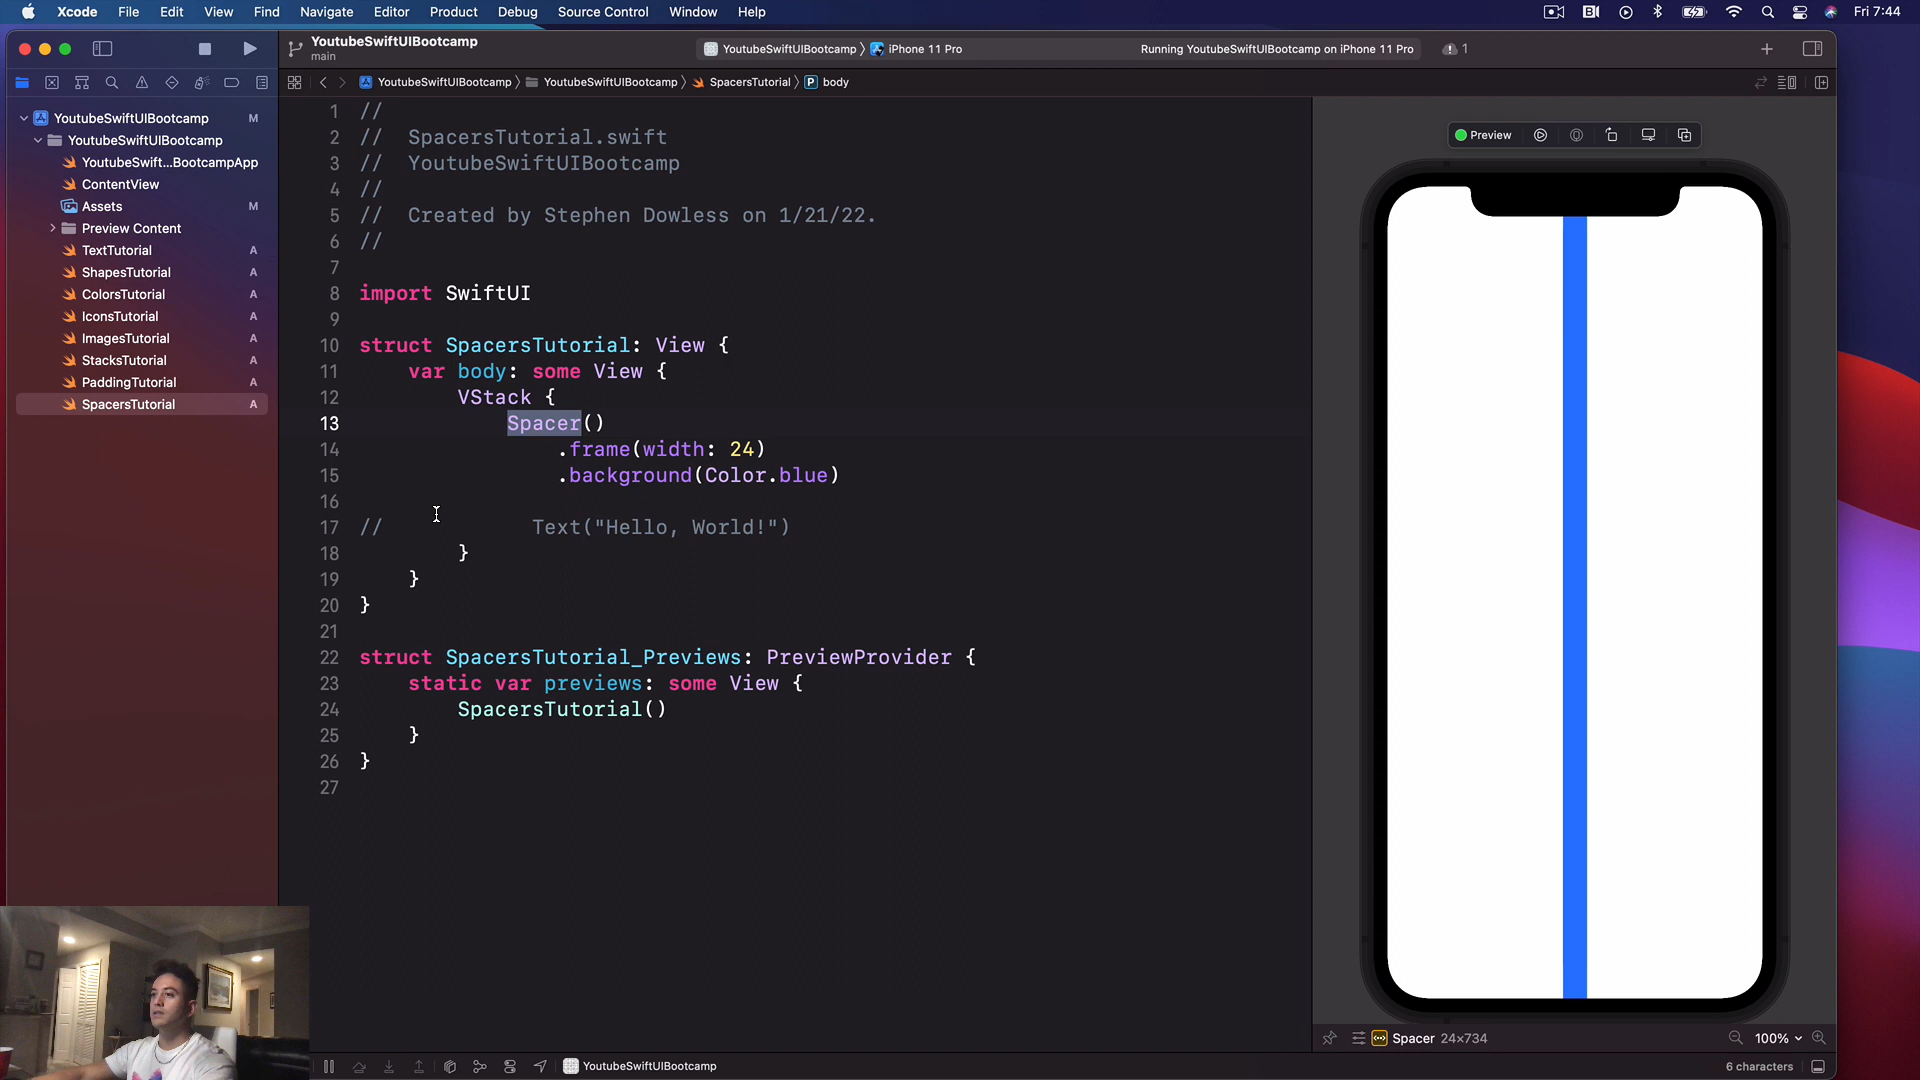 Xcode File Edit View Find Navigate Editor Product Debug Source Control Window Help Fri 7:44
YoutubeSwiftUIBootcamp
main
YoutubeSwiftUIBootcamp iPhone 11 Pro Running YoutubeSwiftUIBootcamp on iPhone 11 Pro 1
YoutubeSwiftUIBootcamp YoutubeSwiftUIBootcamp SpacersTutorial P body
YoutubeSwiftUIBootcamp M
YoutubeSwiftUIBootcamp
YoutubeSwift...BootcampApp
ContentView
Assets M
Preview Content
TextTutorial A
ShapesTutorial A
ColorsTutorial A
IconsTutorial A
ImagesTutorial A
StacksTutorial A
PaddingTutorial A
SpacersTutorial A
1 //
2 // SpacersTutorial.swift
3 // YoutubeSwiftUIBootcamp
4 //
5 // Created by Stephen Dowless on 1/21/22.
6 //
7
8 import SwiftUI
9
10 struct SpacersTutorial: View {
11 var body: some View {
12 VStack {
13 Spacer()
14 .frame(width: 24)
15 .background(Color.blue)
16
17 // Text("Hello, World!")
18 }
19 }
20 }
21
22 struct SpacersTutorial_Previews: PreviewProvider {
23 static var previews: some View {
24 SpacersTutorial()
25 }
26 }
27
Preview
Spacer 24×734 100%
YoutubeSwiftUIBootcamp 6 characters